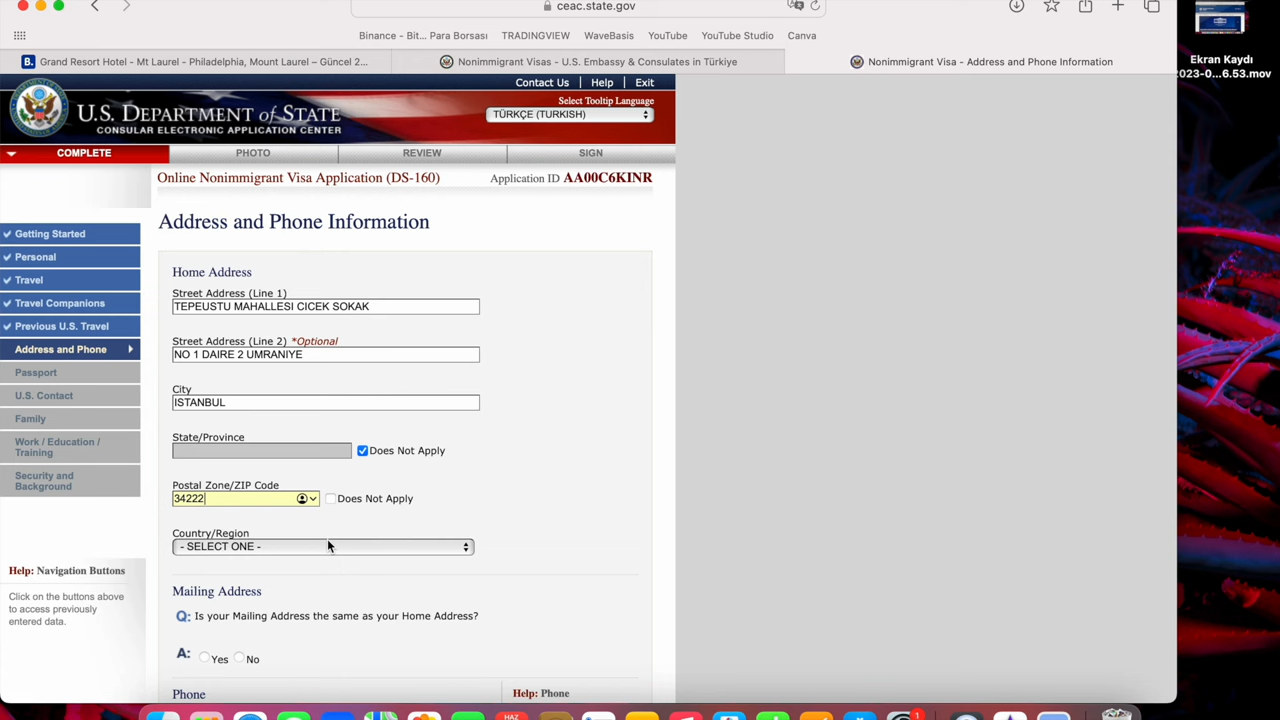 ceac.state.gov
Binance - Bit... Para Borsası
TRADINGVIEW
WaveBasis
YouTube
YouTube Studio
Canva
B.
Grand Resort Hotel - Mt Laurel - Philadelphia, Mount Laurel – Güncel 2...
Nonimmigrant Visas - U.S. Embassy & Consulates in Türkiye
Nonimmigrant Visa - Address and Phone Information
Ekran Kaydı
2023-0...6.53.mov
Contact Us | Help | Exit
Select Tooltip Language
TÜRKÇE (TURKISH)
U.S. DEPARTMENT of STATE
CONSULAR ELECTRONIC APPLICATION CENTER
COMPLETE
PHOTO
REVIEW
SIGN
Online Nonimmigrant Visa Application (DS-160)
Application ID AA00C6KINR
Address and Phone Information
Getting Started
Personal
Travel
Travel Companions
Previous U.S. Travel
Address and Phone
Passport
U.S. Contact
Family
Work / Education /
Training
Security and
Background
Help: Navigation Buttons
Click on the buttons above
to access previously
entered data.
Home Address
Street Address (Line 1)
TEPEUSTU MAHALLESI CICEK SOKAK
Street Address (Line 2) *Optional
NO 1 DAIRE 2 UMRANIYE
City
ISTANBUL
State/Province
Does Not Apply
Postal Zone/ZIP Code
34222
Does Not Apply
Country/Region
- SELECT ONE -
Mailing Address
Q: Is your Mailing Address the same as your Home Address?
A: Yes No
Phone
Help: Phone
HAZ
1